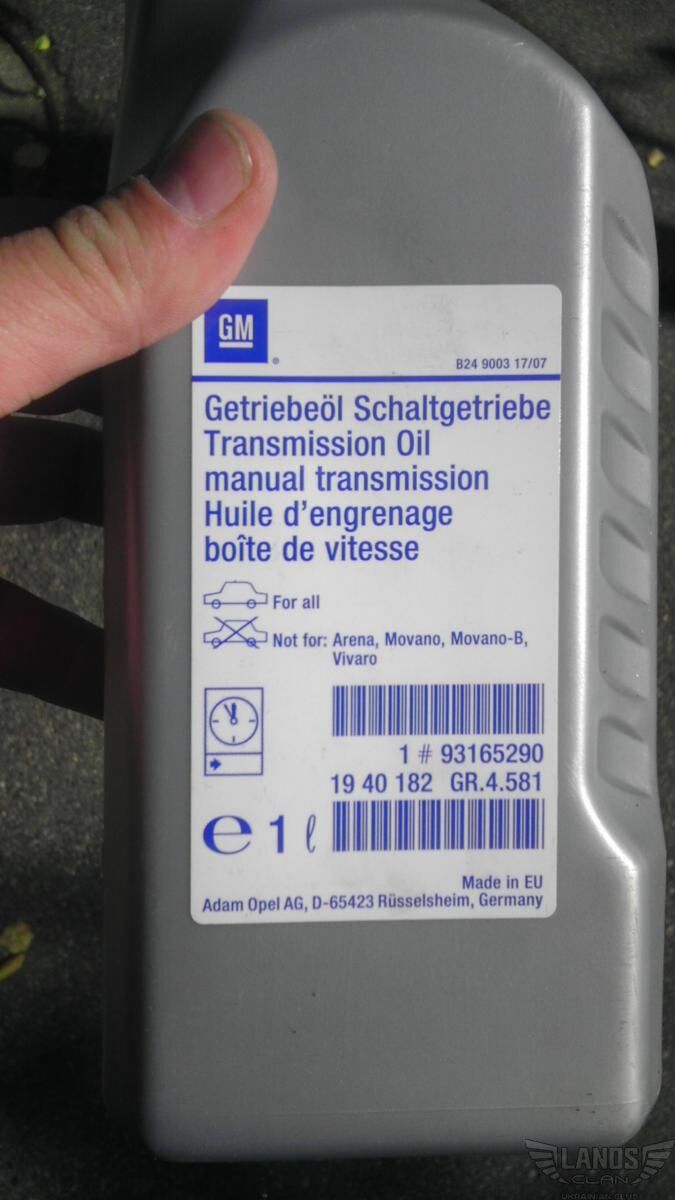 GM
B24 9003 17/07
Getriebeöl Schaltgetriebe
Transmission Oil
manual transmission
Huile d'engrenage
boîte de vitesse
For all
Not for: Arena, Movano, Movano-B,
Vivaro
1 # 93165290
19 40 182 GR.4.581
e 1 ℓ
Made in EU
Adam Opel AG, D-65423 Rüsselsheim, Germany
LANOS
CLAN
UKRAINIAN CLUB